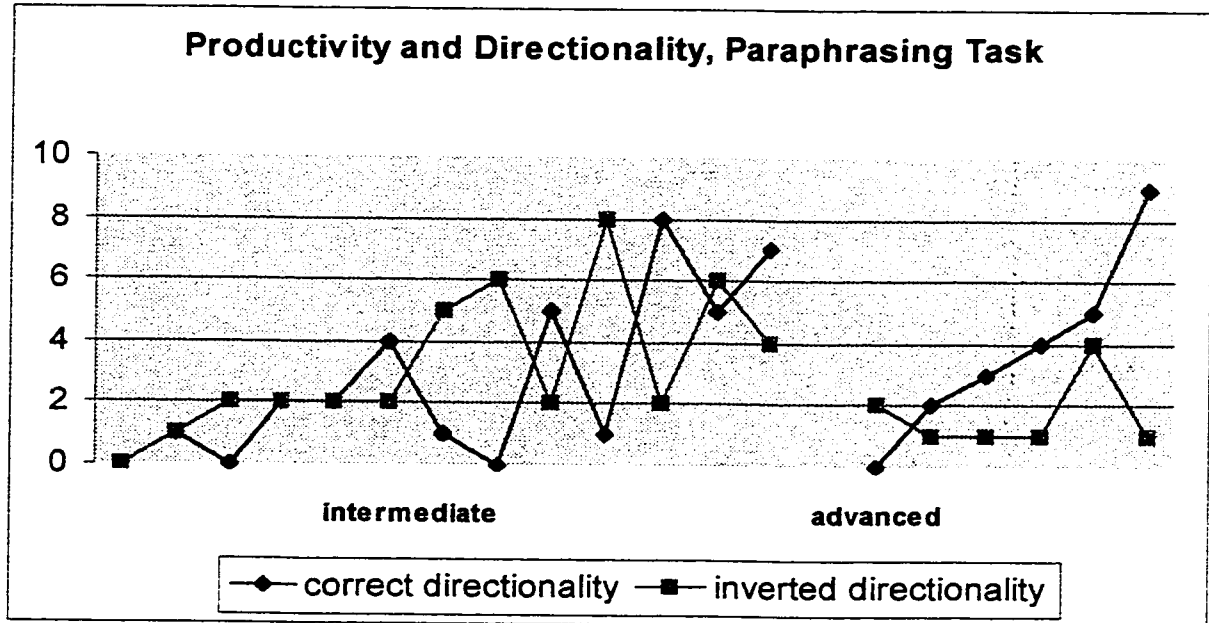 Productivity and Directionality, Paraphrasing Task
10
8
6
4
2
0
intermediate advanced
correct directionality inverted directionality